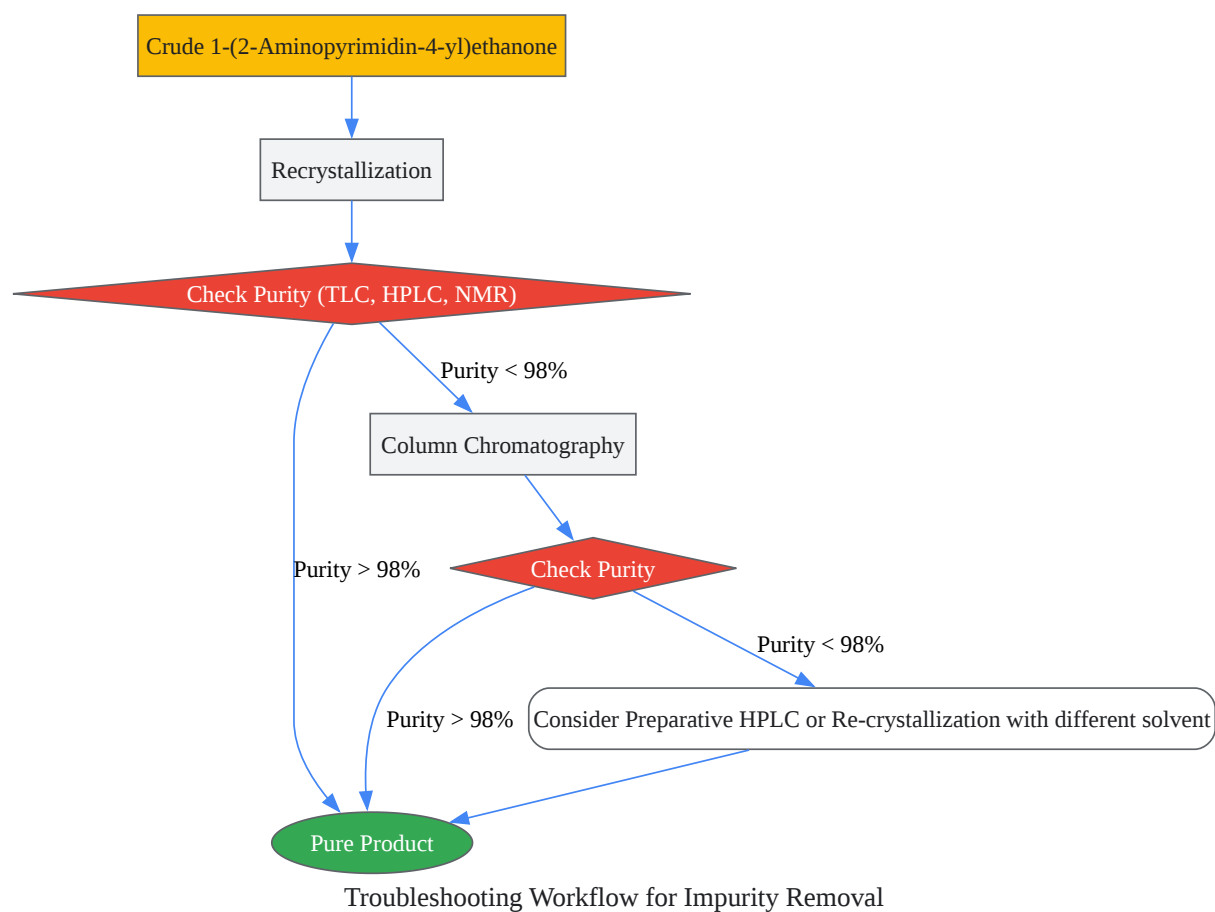 Crude 1-(2-Aminopyrimidin-4-yl)ethanone
Recrystallization
Check Purity (TLC, HPLC, NMR)
Purity < 98%
Column Chromatography
Purity > 98%
Check Purity
Purity < 98%
Purity > 98%
Consider Preparative HPLC or Re-crystallization with different solvent
Pure Product
Troubleshooting Workflow for Impurity Removal